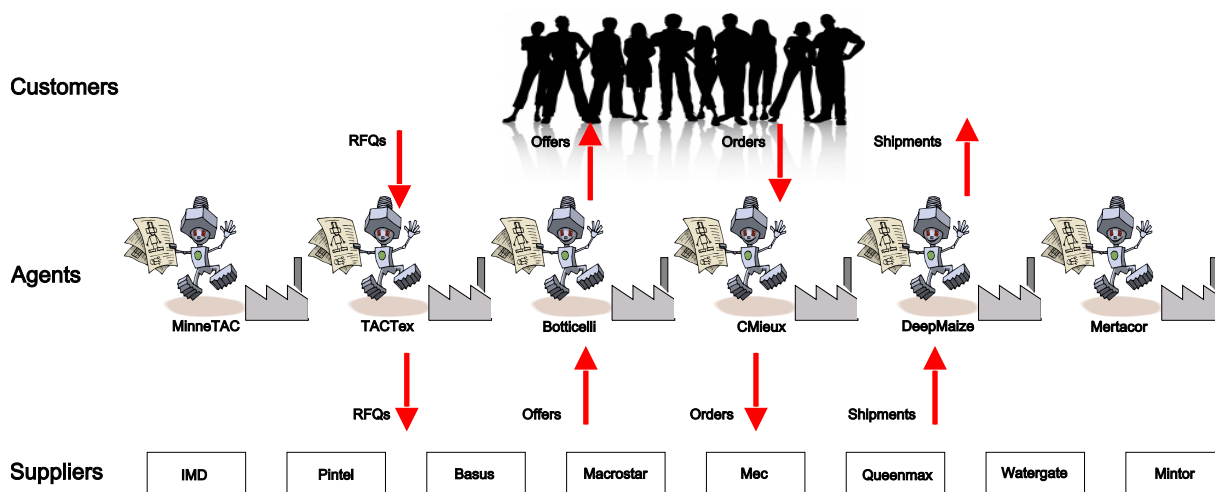 Customers
RFQs
Offers
Orders
Shipments
Agents
MinneTAC
TACTex
Botticelli
CMieux
DeepMaize
Mertacor
RFQs
Offers
Orders
Shipments
Suppliers
IMD
Pintel
Basus
Macrostar
Mec
Queenmax
Watergate
Mintor